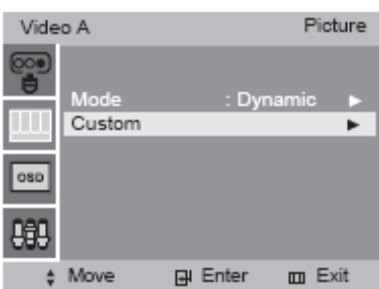 Video A Picture
Mode : Dynamic ►
Custom ►
OSD
Move Enter Exit